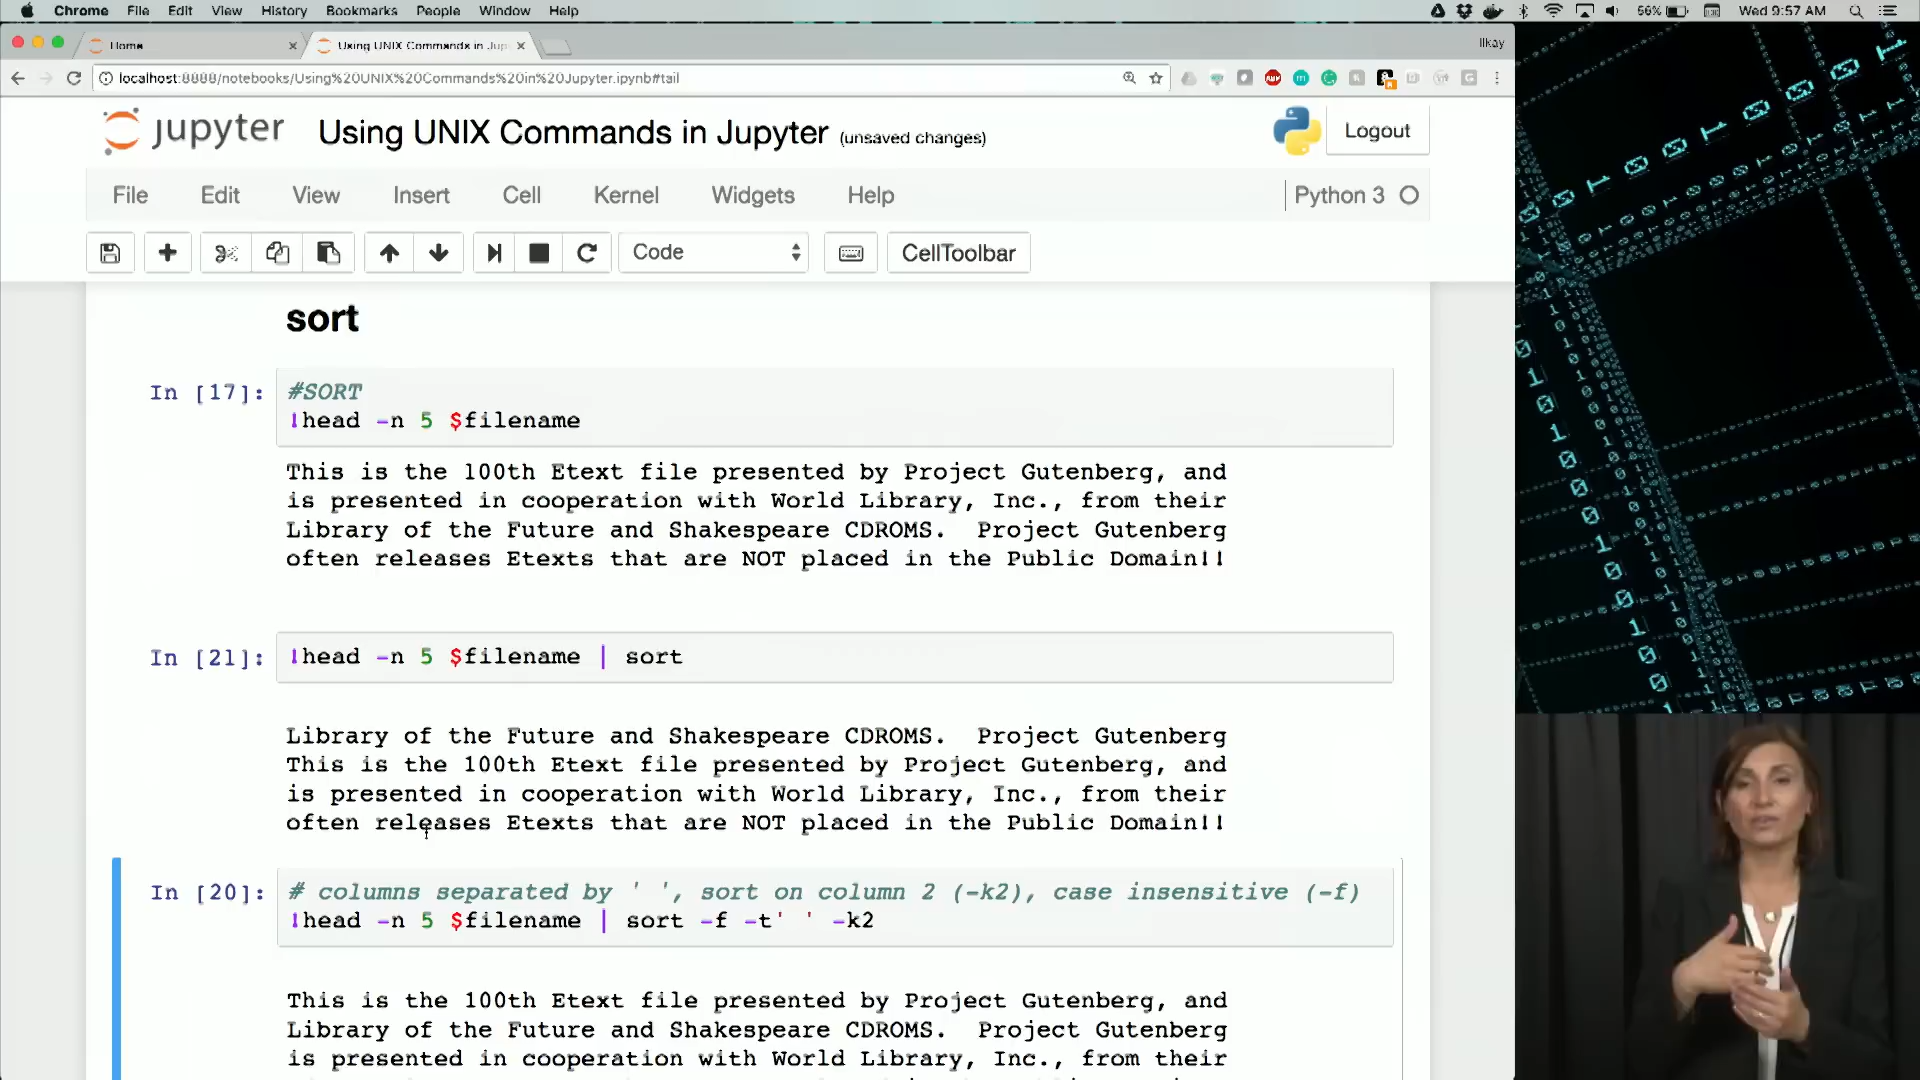 Chrome File Edit View History Bookmarks People Window Help
56% Wed 9:57 AM
Home
Using UNIX Commands in Jup
Ilkay
localhost:8888/notebooks/Using%20UNIX%20Commands%20in%20Jupyter.ipynb#tail
jupyter Using UNIX Commands in Jupyter (unsaved changes)
Logout
File Edit View Insert Cell Kernel Widgets Help
Python 3
Code
CellToolbar
sort
In [17]: #SORT
!head -n 5 $filename
This is the 100th Etext file presented by Project Gutenberg, and
is presented in cooperation with World Library, Inc., from their
Library of the Future and Shakespeare CDROMS.  Project Gutenberg
often releases Etexts that are NOT placed in the Public Domain!!
In [21]: !head -n 5 $filename | sort
Library of the Future and Shakespeare CDROMS.  Project Gutenberg
This is the 100th Etext file presented by Project Gutenberg, and
is presented in cooperation with World Library, Inc., from their
often releases Etexts that are NOT placed in the Public Domain!!
In [20]: # columns separated by ' ', sort on column 2 (-k2), case insensitive (-f)
!head -n 5 $filename | sort -f -t' ' -k2
This is the 100th Etext file presented by Project Gutenberg, and
Library of the Future and Shakespeare CDROMS.  Project Gutenberg
is presented in cooperation with World Library, Inc., from their